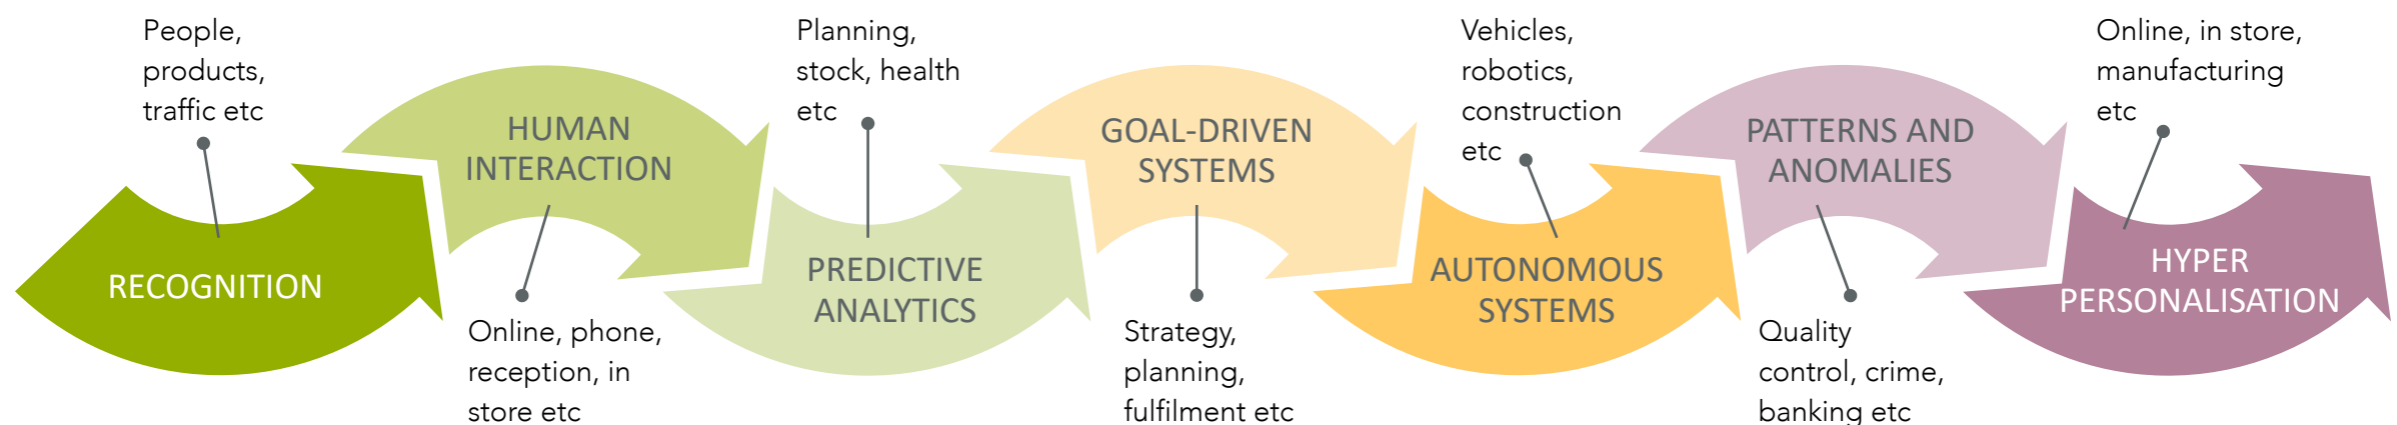 People,
products,
traffic etc
RECOGNITION
HUMAN
INTERACTION
Online, phone,
reception, in
store etc
Planning,
stock, health
etc
PREDICTIVE
ANALYTICS
GOAL-DRIVEN
SYSTEMS
Strategy,
planning,
fulfilment etc
Vehicles,
robotics,
construction
etc
AUTONOMOUS
SYSTEMS
PATTERNS AND
ANOMALIES
Quality
control, crime,
banking etc
Online, in store,
manufacturing
etc
HYPER
PERSONALISATION